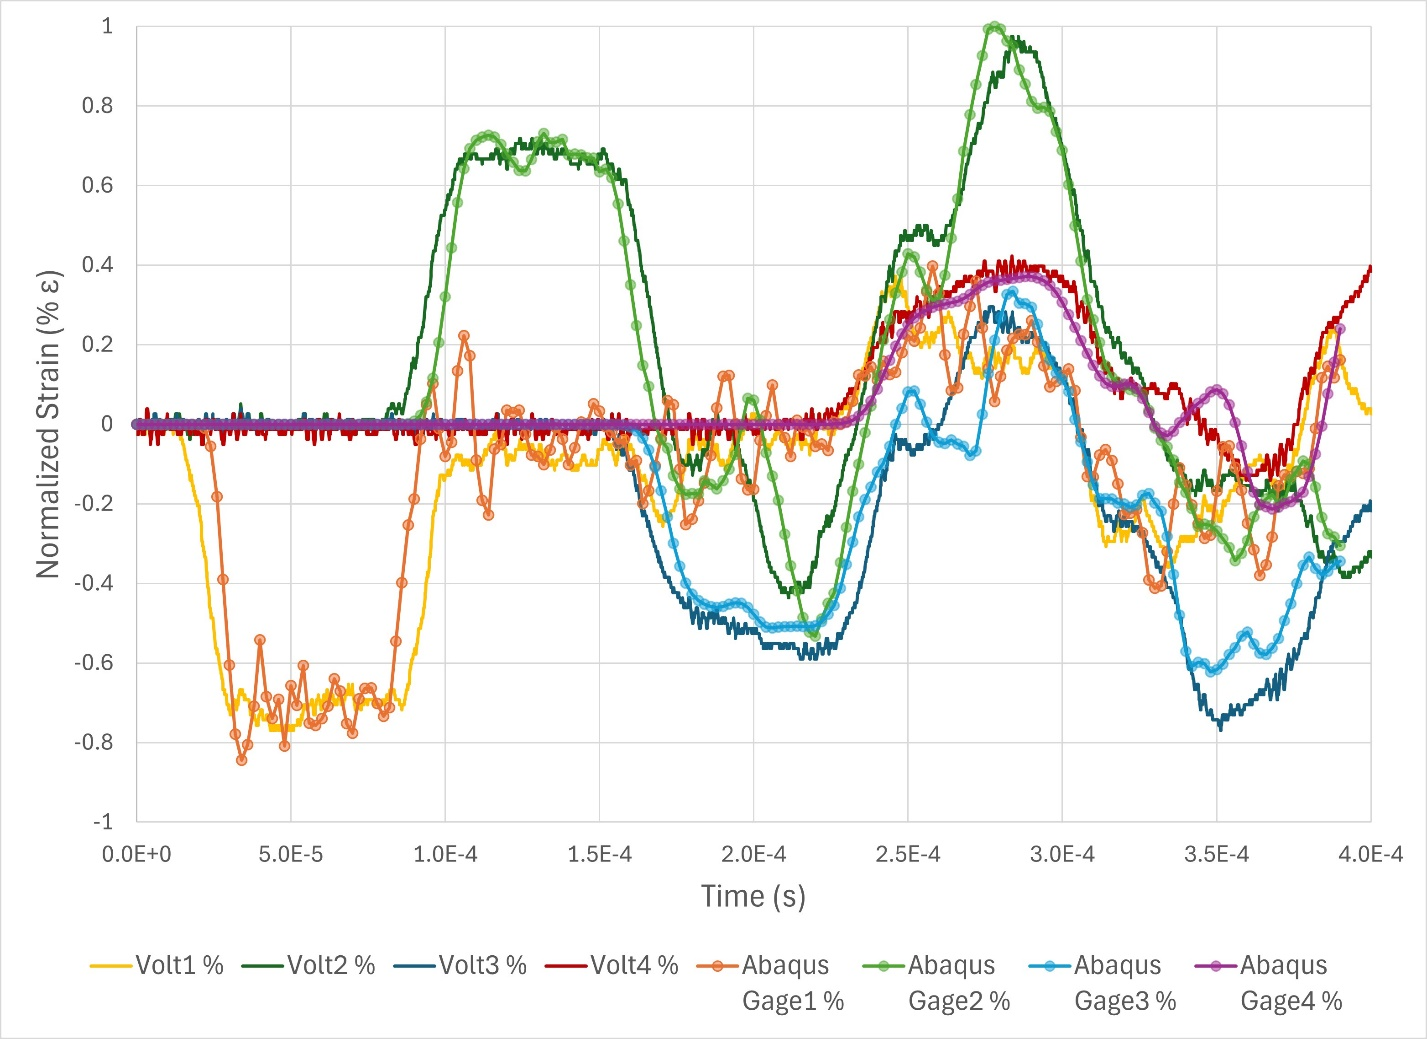 1
0.8
0.6
0.4
0.2
0
-0.2
-0.4
-0.6
-0.8
-1
Normalized Strain (% ε)
0.0E+0 5.0E-5 1.0E-4 1.5E-4 2.0E-4 2.5E-4 3.0E-4 3.5E-4 4.0E-4
Time (s)
Volt1 % Volt2 % Volt3 % Volt4 % Abaqus Abaqus Abaqus Abaqus
Gage1 % Gage2 % Gage3 % Gage4 %